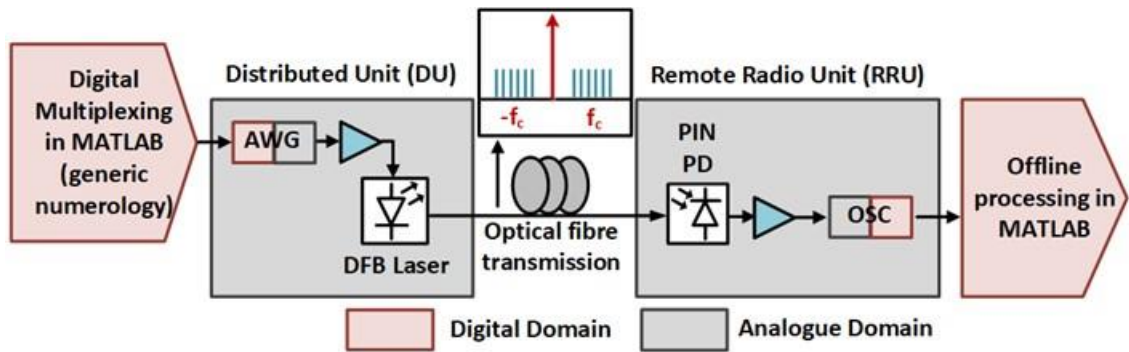 Digital
Multiplexing
in MATLAB
(generic
numerology)
Distributed Unit (DU)
AWG
DFB Laser
-fc
fc
Optical fibre
transmission
Remote Radio Unit (RRU)
PIN
PD
OSC
Offline
processing in
MATLAB
Digital Domain
Analogue Domain